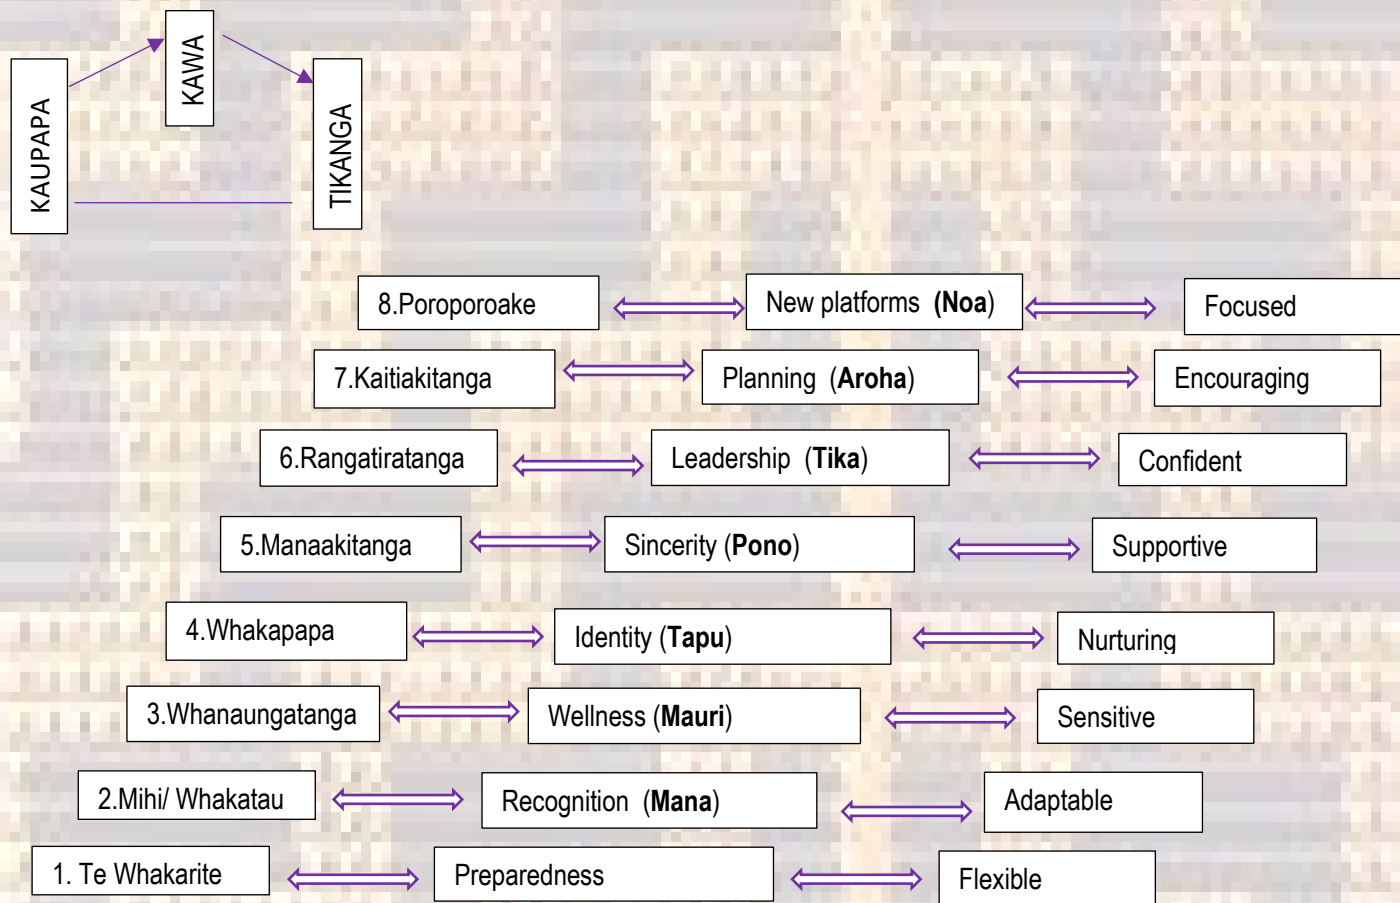 KAUPAPA
KAWA
TIKANGA
8.Poroporoake New platforms (Noa) Focused
7.Kaitiakitanga Planning (Aroha) Encouraging
6.Rangatiratanga Leadership (Tika) Confident
5.Manaakitanga Sincerity (Pono) Supportive
4.Whakapapa Identity (Tapu) Nurturing
3.Whanaungatanga Wellness (Mauri) Sensitive
2.Mihi/ Whakatau Recognition (Mana) Adaptable
1. Te Whakarite Preparedness Flexible